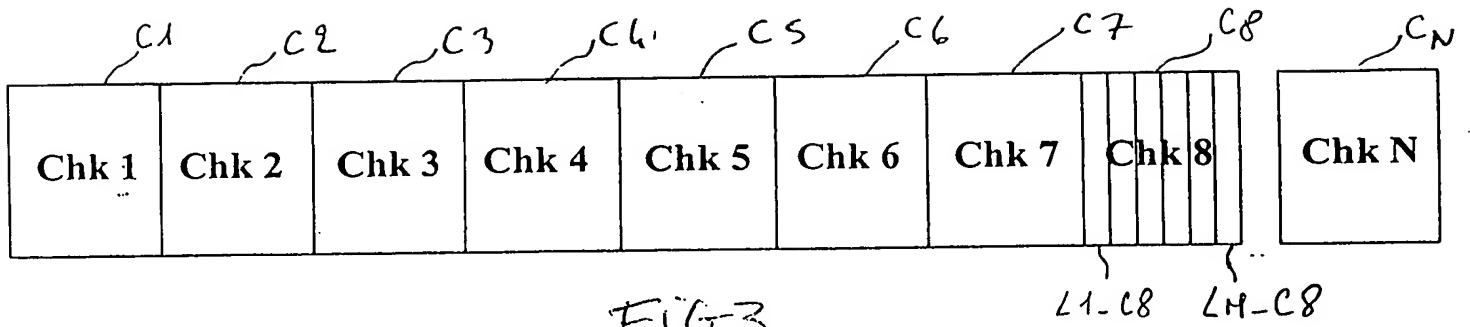 C1 C2 C3 C4 C5 C6 C7 C8 CN
Chk 1 Chk 2 Chk 3 Chk 4 Chk 5 Chk 6 Chk 7 Chk 8 Chk N
L1-C8 LM-C8
FIG-3